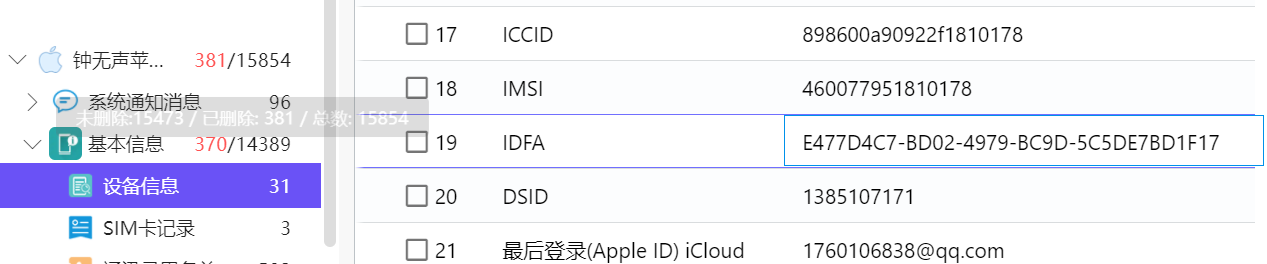 钟无声苹... 381/15854
系统通知消息 96
未删除:15473 / 已删除: 381 / 总数: 15854
基本信息 370/14389
设备信息 31
SIM卡记录 3
17 ICCID 898600a90922f1810178
18 IMSI 460077951810178
19 IDFA E477D4C7-BD02-4979-BC9D-5C5DE7BD1F17
20 DSID 1385107171
21 最后登录(Apple ID) iCloud 1760106838@qq.com